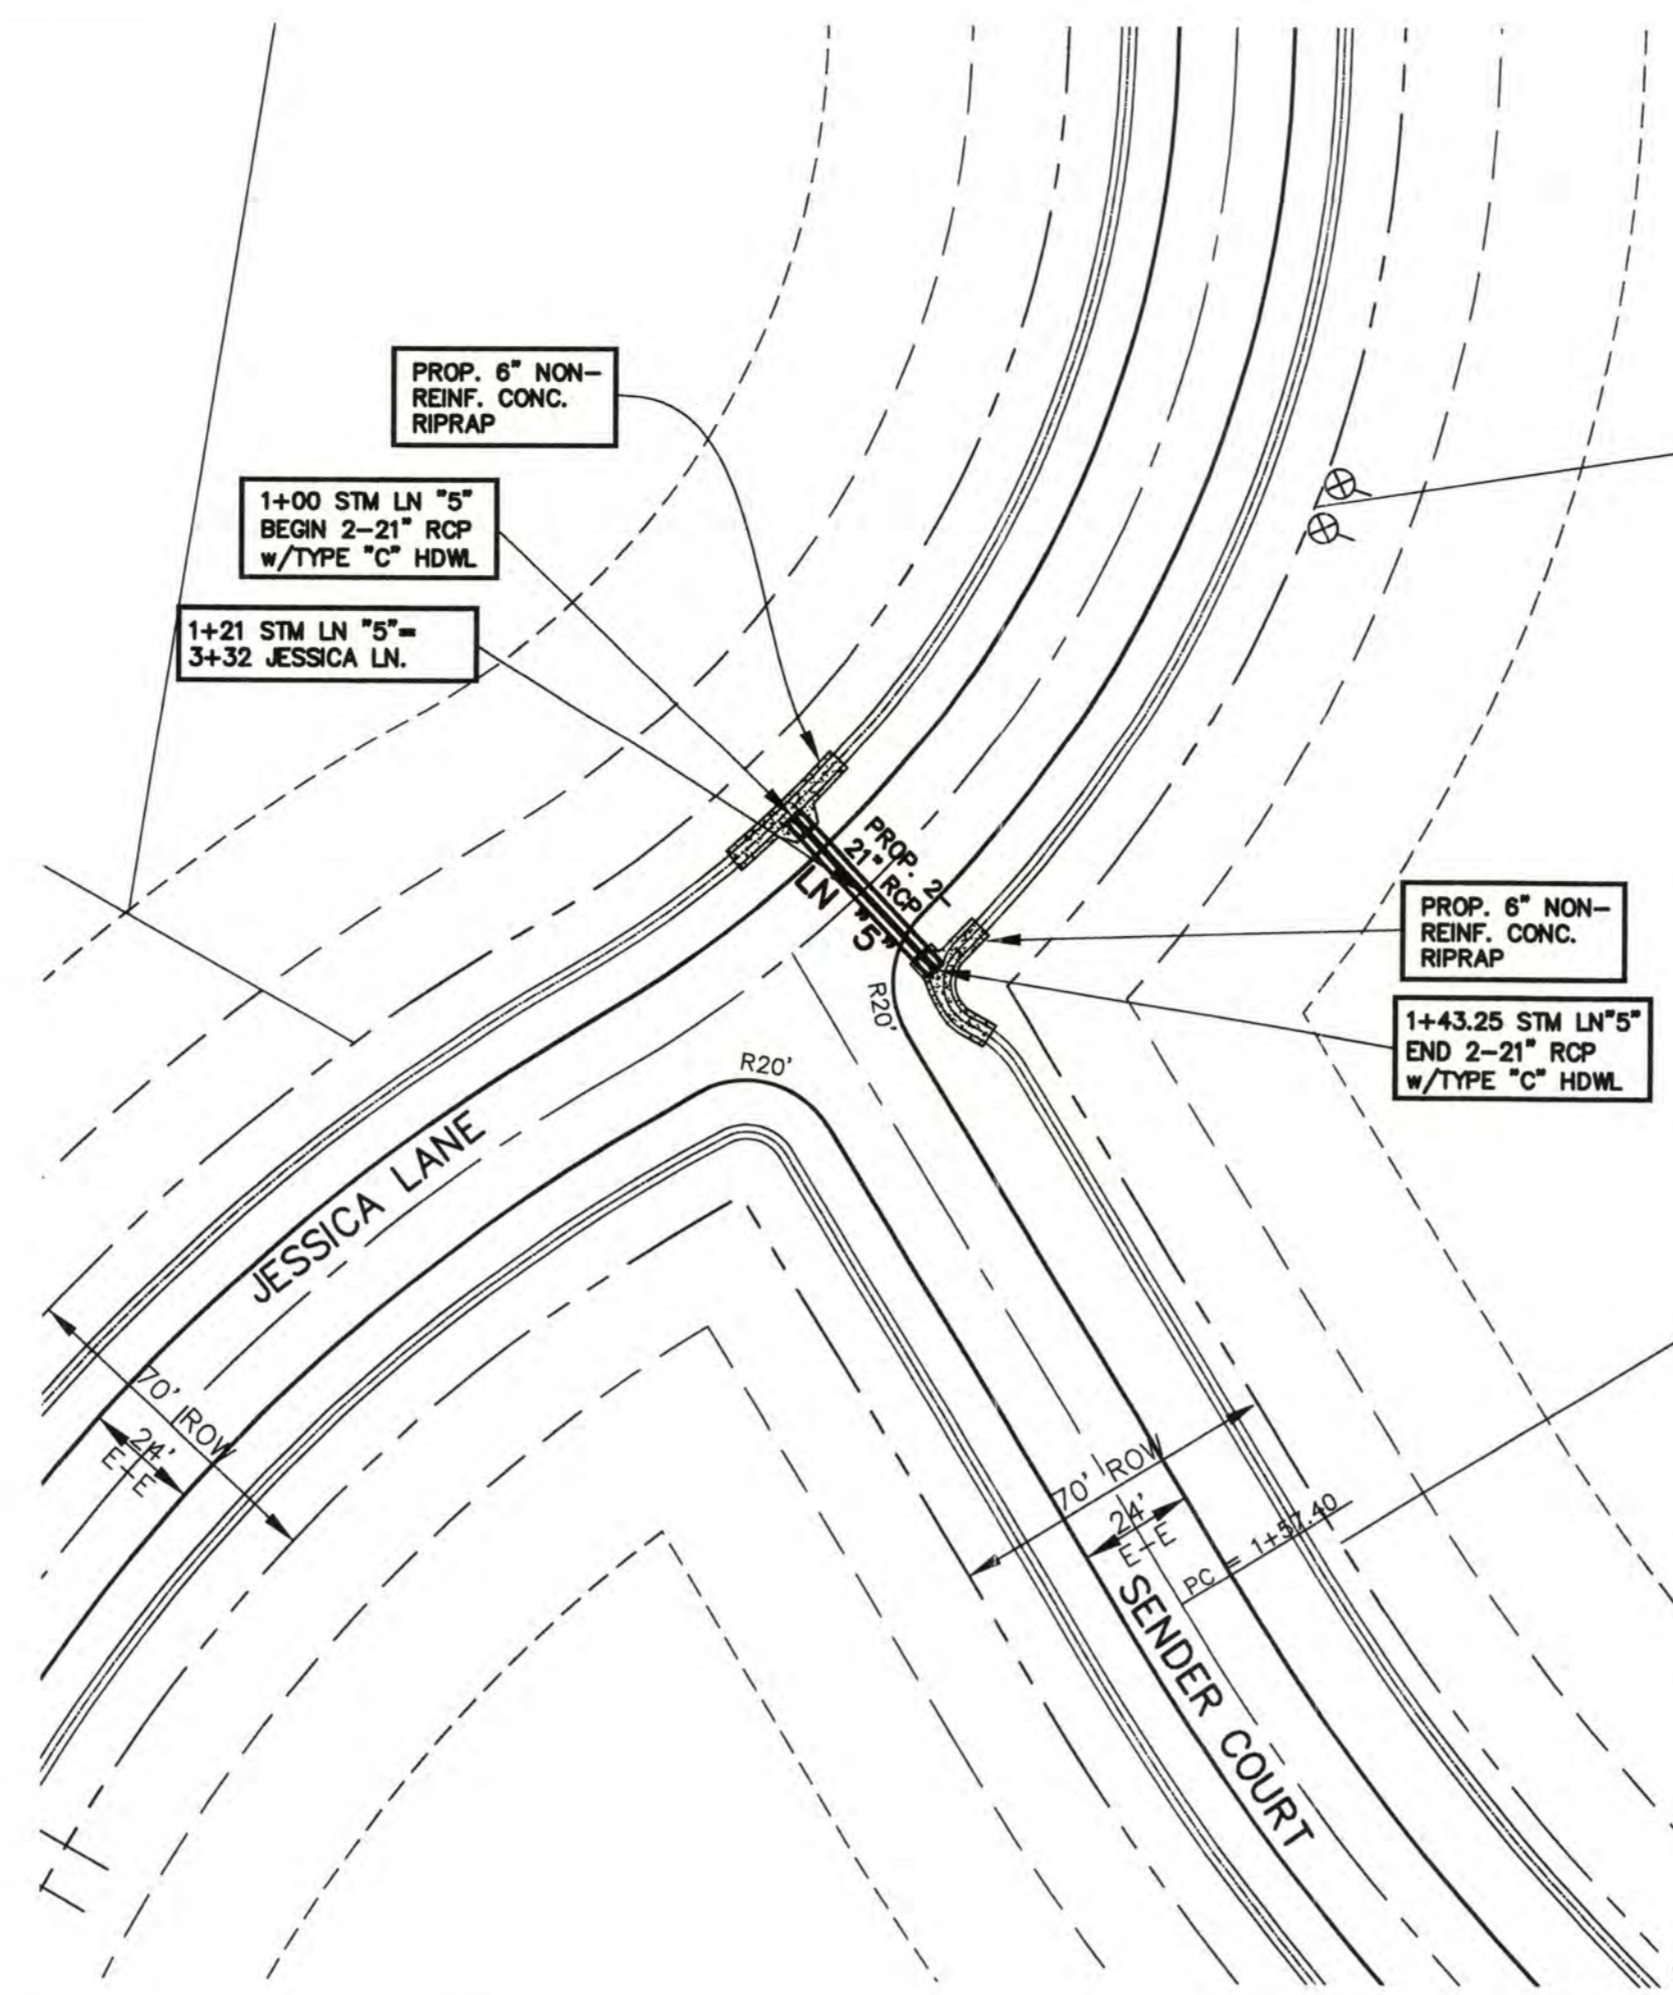 PROP. 6" NON-
REINF. CONC.
RIPRAP
1+00 STM LN "5"
BEGIN 2-21" RCP
w/TYPE "C" HDWL
1+21 STM LN "5"=
3+32 JESSICA LN.
PROP. 2-
21" RCP
LN "5"
PROP. 6" NON-
REINF. CONC.
RIPRAP
1+43.25 STM LN"5"
END 2-21" RCP
w/TYPE "C" HDWL
R20'
R20'
JESSICA LANE
70' ROW
24'
E-E
70' ROW
24'
E-E
PC = 1+57.40
SENDER COURT